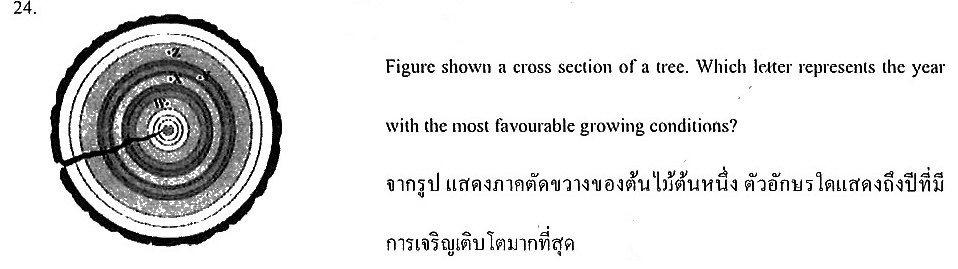 24.
Z
X Y
W
Figure shown a cross section of a tree. Which letter represents the year
with the most favourable growing conditions?
จากรูป แสดงภาคตัดขวางของต้นไม้ต้นหนึ่ง ตัวอักษรใดแสดงถึงปีที่มี
การเจริญเติบโตมากที่สุด